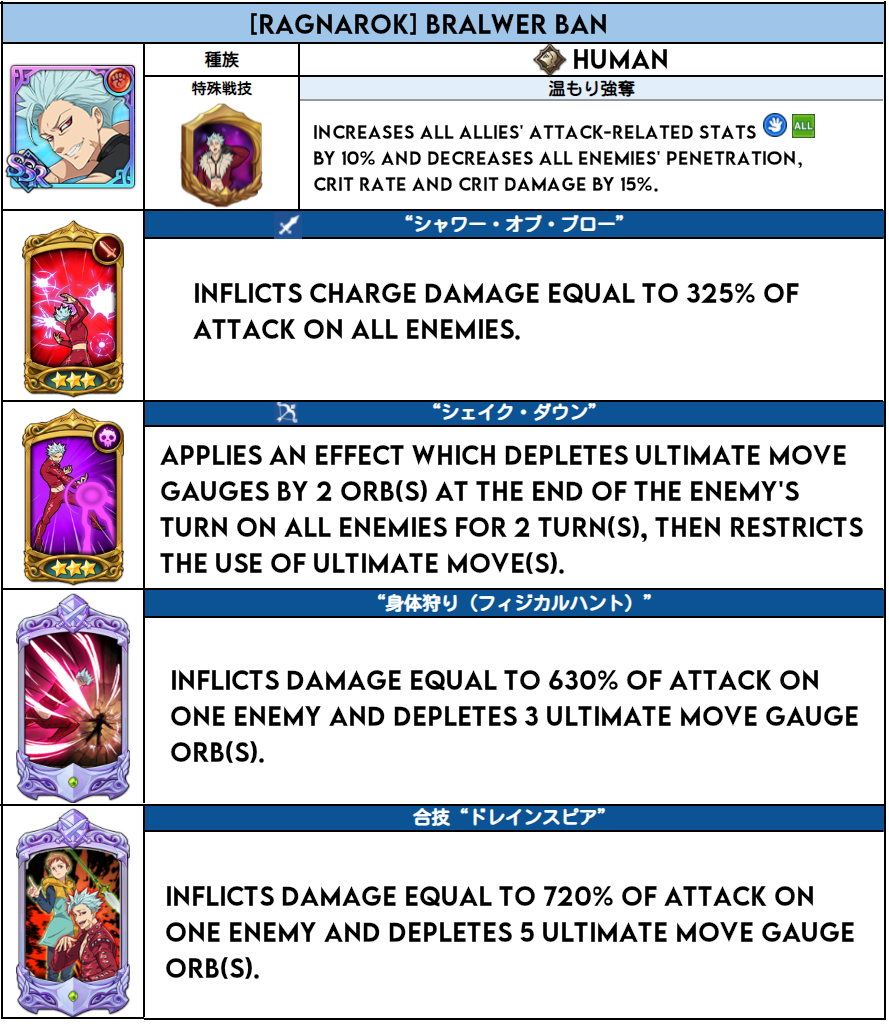 [RAGNAROK] BRALWER BAN
種族
HUMAN
SSR
特殊戦技
温もり強奪
INCREASES ALL ALLIES' ATTACK-RELATED STATS ALL
BY 10% AND DECREASES ALL ENEMIES' PENETRATION,
CRIT RATE AND CRIT DAMAGE BY 15%.
“シャワー・オブ・ブロー”
INFLICTS CHARGE DAMAGE EQUAL TO 325% OF
ATTACK ON ALL ENEMIES.
“シェイク・ダウン”
APPLIES AN EFFECT WHICH DEPLETES ULTIMATE MOVE
GAUGES BY 2 ORB(S) AT THE END OF THE ENEMY'S
TURN ON ALL ENEMIES FOR 2 TURN(S), THEN RESTRICTS
THE USE OF ULTIMATE MOVE(S).
“身体狩り（フィジカルハント）”
INFLICTS DAMAGE EQUAL TO 630% OF ATTACK ON
ONE ENEMY AND DEPLETES 3 ULTIMATE MOVE GAUGE
ORB(S).
合技“ドレインスピア”
INFLICTS DAMAGE EQUAL TO 720% OF ATTACK ON
ONE ENEMY AND DEPLETES 5 ULTIMATE MOVE GAUGE
ORB(S).